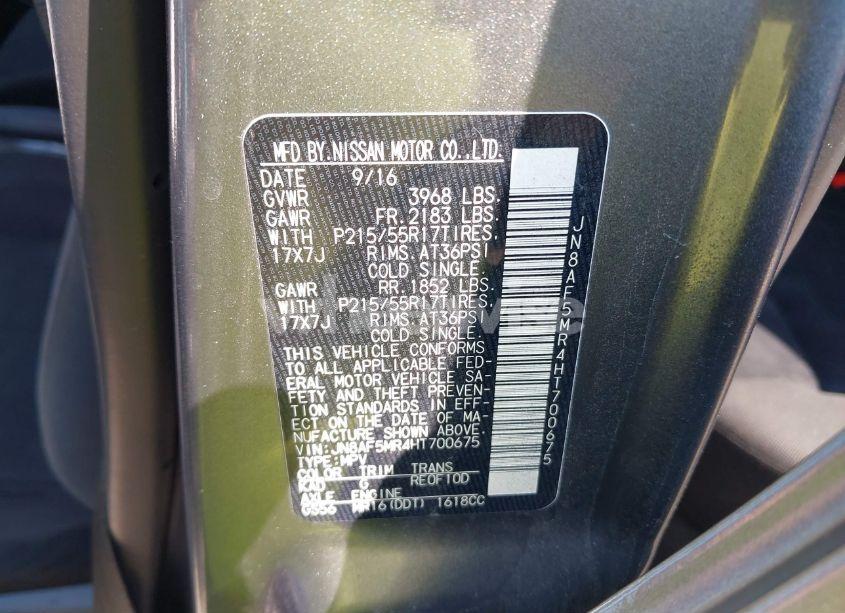 MFD BY.NISSAN MOTOR CO.,LTD.
DATE 9/16
GVWR 3968 LBS.
GAWR FR.2183 LBS.
WITH P215/55R17TIRES,
17X7J RIMS.AT36PSI
COLD SINGLE.
GAWR RR.1852 LBS.
WITH P215/55R17TIRES,
17X7J RIMS.AT36PSI
COLD SINGLE.
THIS VEHICLE CONFORMS
TO ALL APPLICABLE FED-
ERAL MOTOR VEHICLE SA-
FETY AND THEFT PREVEN-
TION STANDARDS IN EFF-
ECT ON THE DATE OF MA-
NUFACTURE SHOWN ABOVE.
VIN:JN8AF5MR4HT700675
TYPE:MPV
COLOR TRIM TRANS
KAD G RE0F10D
AXLE ENGINE
GS56 MR16(DDT) 1618CC
JN8AF5MR4HT700675